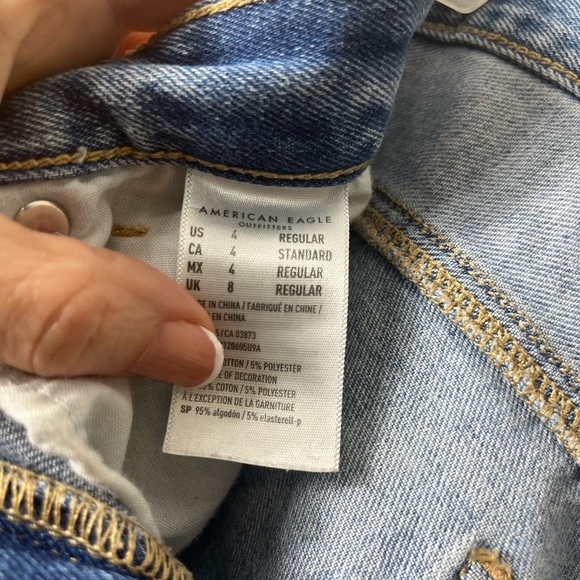 AMERICAN EAGLE
OUTFITTERS
US 4 REGULAR
CA 4 STANDARD
MX 4 REGULAR
UK 8 REGULAR
IN CHINA / FABRIQUÉ EN CHINE /
EN CHINA
/CA 03873
/ 5% POLYESTER
OF DECORATION
COTON / 5% POLYESTER
À L'EXCEPTION DE LA GARNITURE
SP 95% algodón / 5% elasterell-p